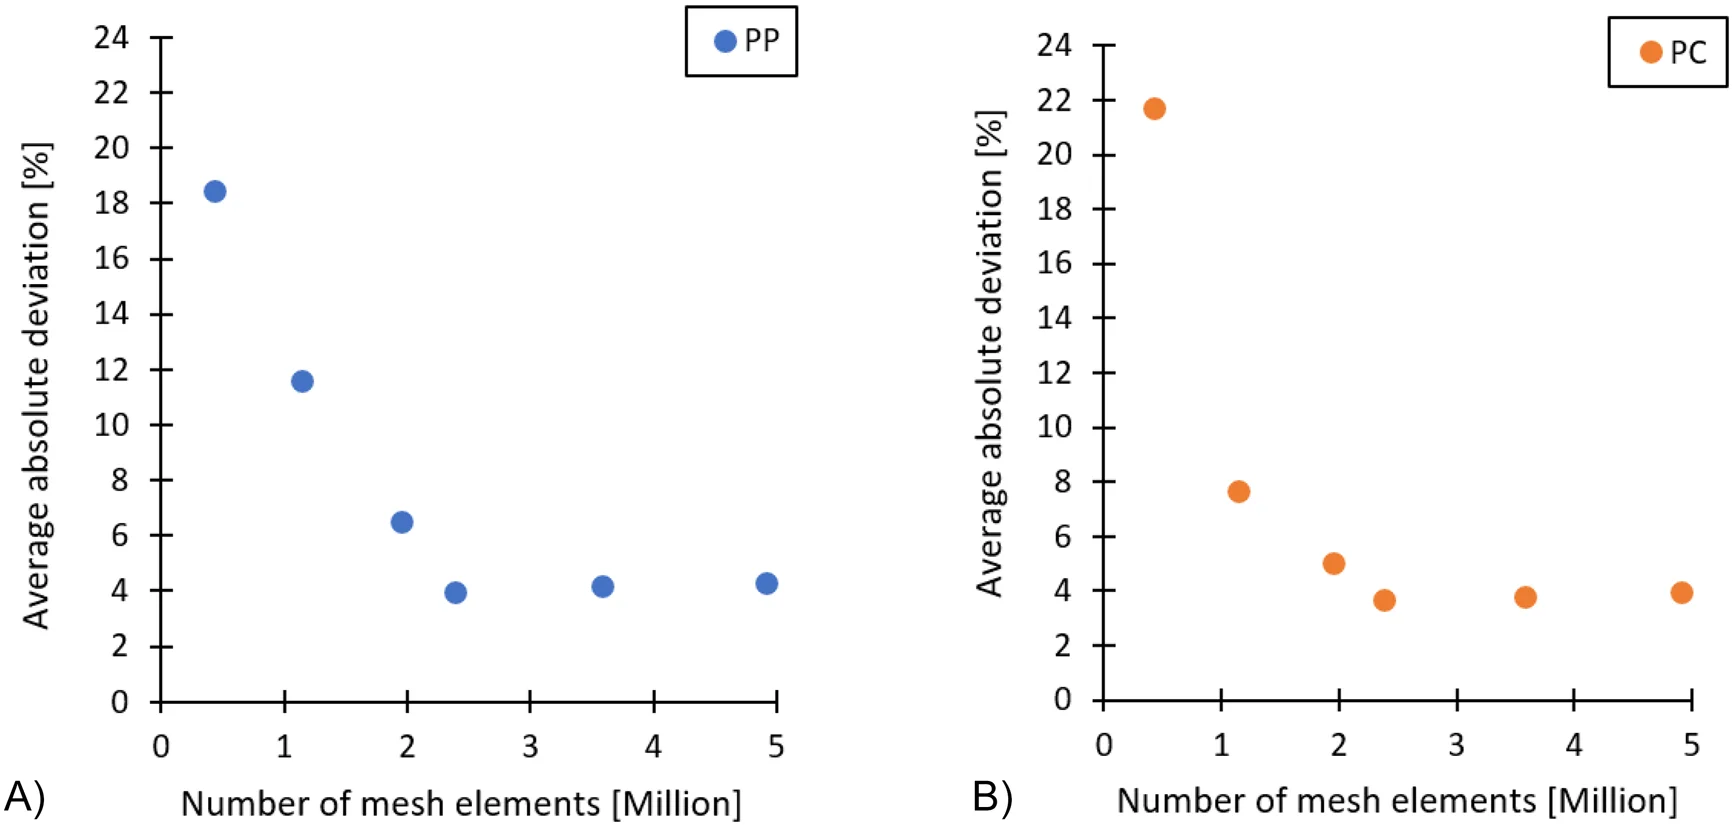 PP
24
22
20
18
16
14
12
10
8
6
4
2
0
0 1 2 3 4 5
Average absolute deviation [%]
Number of mesh elements [Million]
A)
PC
24
22
20
18
16
14
12
10
8
6
4
2
0
0 1 2 3 4 5
Average absolute deviation [%]
Number of mesh elements [Million]
B)